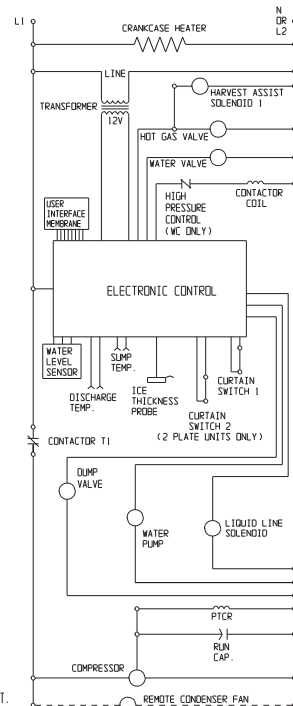 N
L1 OR
L2
CRANKCASE HEATER
LINE
TRANSFORMER
12V
HARVEST ASSIST
SOLENOID 1
HOT GAS VALVE
WATER VALVE
HIGH
PRESSURE
CONTROL
(WC ONLY)
CONTACTOR
COIL
USER
INTERFACE
MEMBRANE
ELECTRONIC CONTROL
WATER
LEVEL
SENSOR
SUMP
TEMP.
DISCHARGE
TEMP.
ICE
THICKNESS
PROBE
CURTAIN
SWITCH 1
CURTAIN
SWITCH 2
(2 PLATE UNITS ONLY)
CONTACTOR T1
DUMP
VALVE
WATER
PUMP
LIQUID LINE
SOLENOID
PTCR
RUN
CAP.
COMPRESSOR
T.
REMOTE CONDENSER FAN